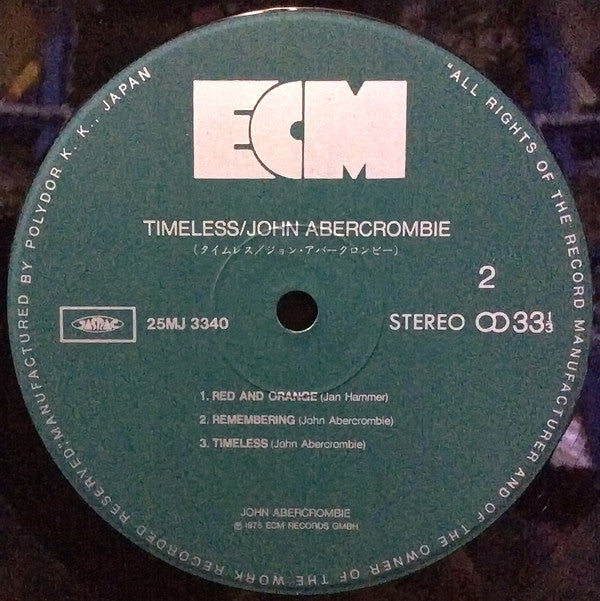 "ALL RIGHTS OF THE RECORD MANUFACTURER AND OF THE OWNER OF THE WORK RECORDED RESERVED" MANUFACTURED BY POLYDOR K. K., JAPAN
ECM
TIMELESS/JOHN ABERCROMBIE
(タイムレス/ジョン・アバークロンビー)
2
JASRAC
25MJ 3340
STEREO 33⅓
1. RED AND ORANGE (Jan Hammer)
2. REMEMBERING (John Abercrombie)
3. TIMELESS (John Abercrombie)
JOHN ABERCROMBIE
℗ 1975 ECM RECORDS GMBH